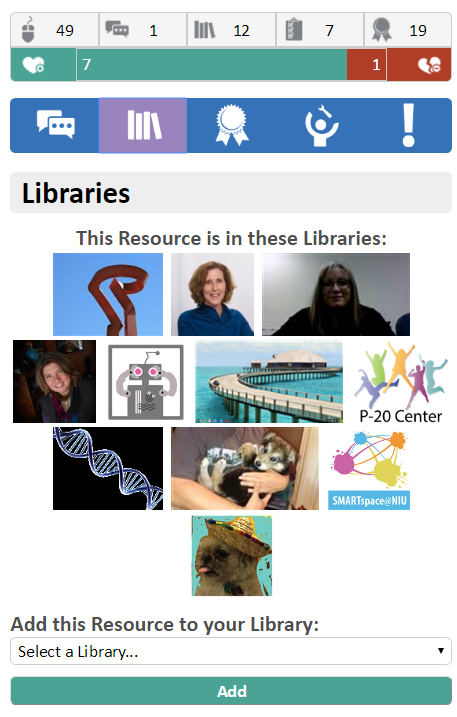 49 1 12 7 19
7 1
Libraries
This Resource is in these Libraries:
P-20 Center
SMARTspace@NIU
Add this Resource to your Library:
Select a Library...
Add